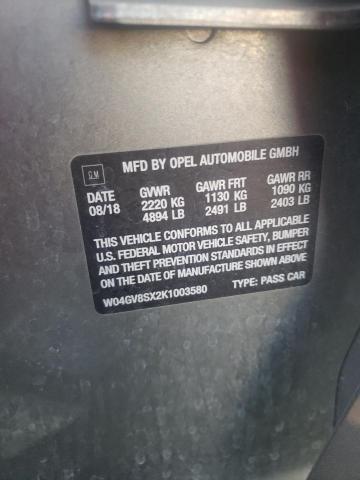 GM
MFD BY OPEL AUTOMOBILE GMBH
DATE GVWR GAWR FRT GAWR RR
08/18 2220 KG 1130 KG 1090 KG
4894 LB 2491 LB 2403 LB
THIS VEHICLE CONFORMS TO ALL APPLICABLE
U.S. FEDERAL MOTOR VEHICLE SAFETY, BUMPER
AND THEFT PREVENTION STANDARDS IN EFFECT
ON THE DATE OF MANUFACTURE SHOWN ABOVE
W04GV8SX2K1003580 TYPE: PASS CAR